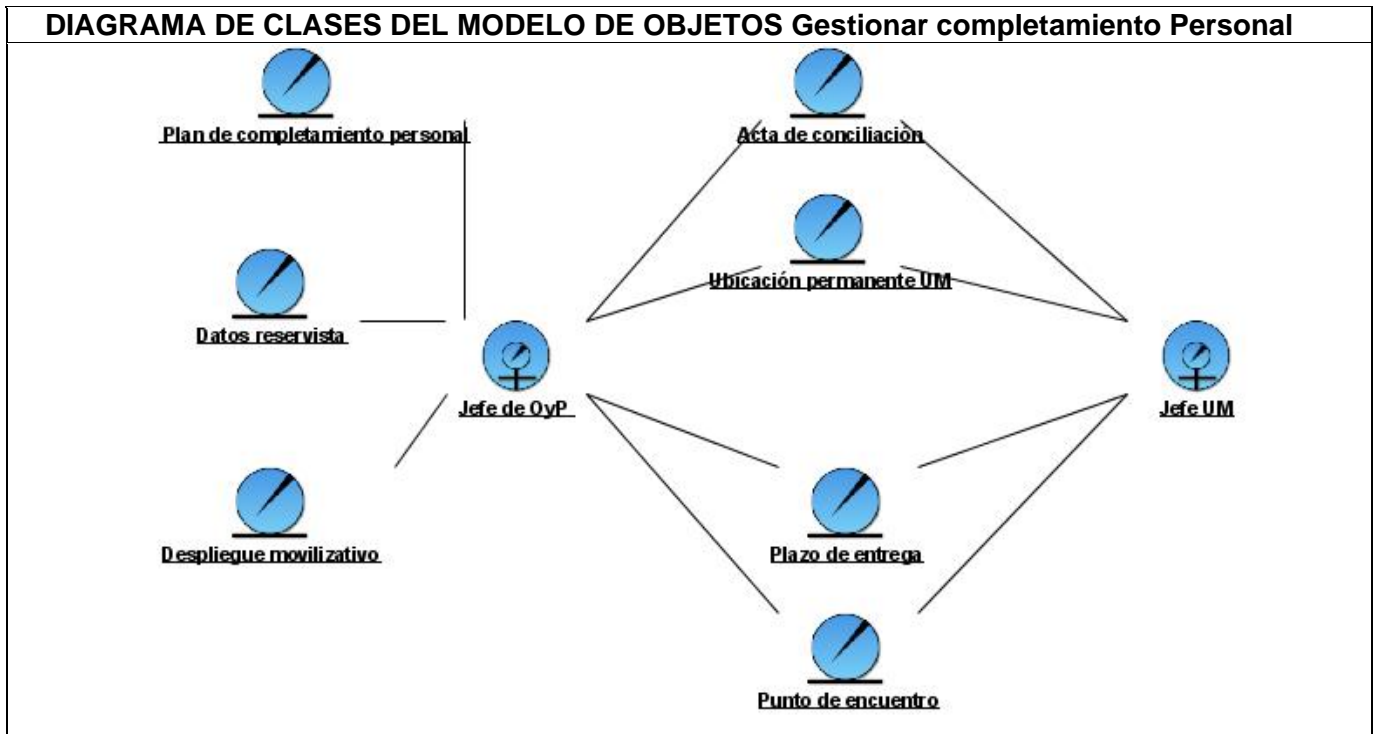 DIAGRAMA DE CLASES DEL MODELO DE OBJETOS Gestionar completamiento Personal
Plan de completamiento personal
Acta de conciliación
Ubicación permanente UM
Datos reservista
Jefe de OyP
Jefe UM
Despliegue movilizativo
Plazo de entrega
Punto de encuentro